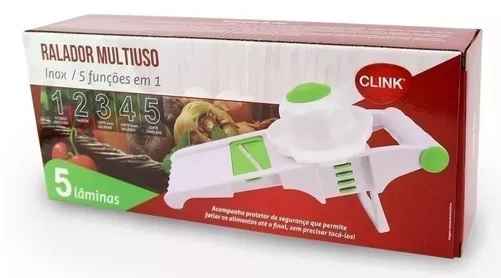 RALADOR MULTIUSO
Inox / 5 funções em 1
CLINK
1 2 3 4 5
5 lâminas
Acompanha protetor de segurança que permite
fatiar os alimentos até o final, sem precisar tocá-los!